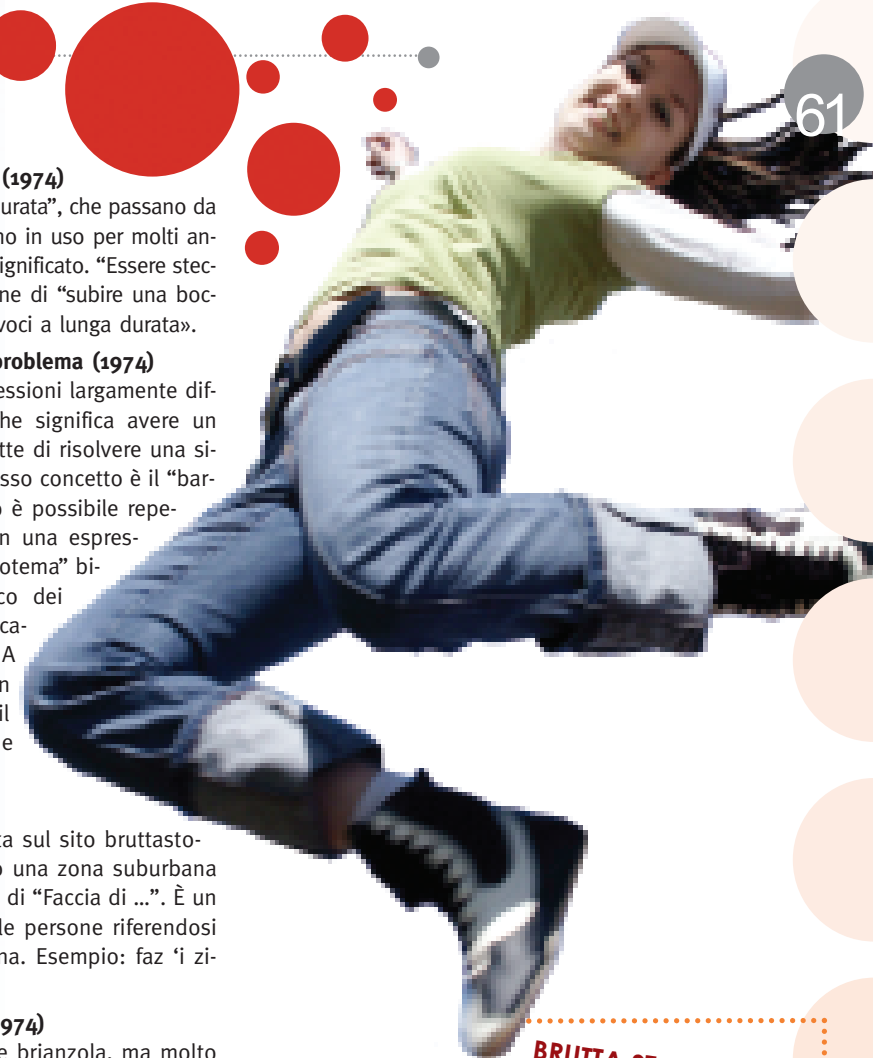 61
(1974)
urata”, che passano da
no in uso per molti an-
ignificato. “Essere stec-
ne di “subire una boc-
voci a lunga durata».
problema (1974)
essioni largamente dif-
he significa avere un
tte di risolvere una si-
sso concetto è il “bar-
o è possibile repe-
n una espres-
otema” bi-
co dei
ca-
A
n
il
e
ta sul sito bruttasto-
o una zona suburbana
di “Faccia di ...”. È un
le persone riferendosi
na. Esempio: faz ‘i zi-
974)
e brianzola, ma molto
BRUTTA